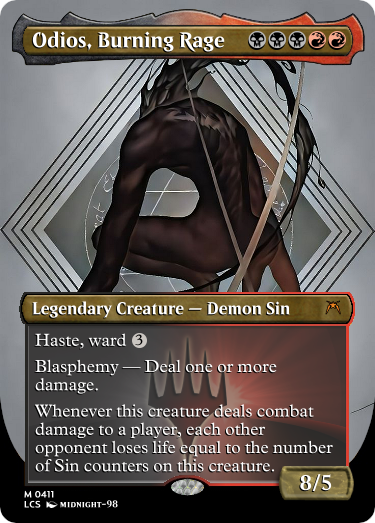 Odios, Burning Rage
Legendary Creature — Demon Sin
Haste, ward 3
Blasphemy — Deal one or more
damage.
Whenever this creature deals combat
damage to a player, each other
opponent loses life equal to the number
of Sin counters on this creature.
8/5
M 0411
LCS MIDNIGHT-98